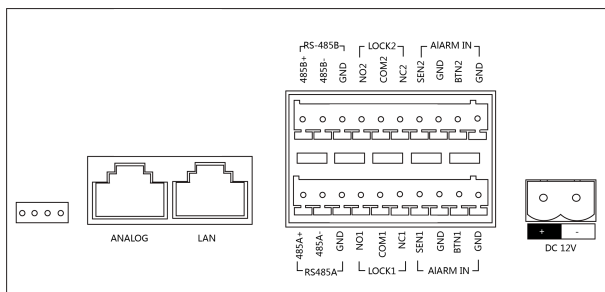 RS-485B LOCK2 AlARM IN
485B+ 485B- GND NO2 COM2 NC2 SEN2 GND BTN2 GND
ANALOG LAN
485A+ 485A- GND NO1 COM1 NC1 SEN1 GND BTN1 GND
RS485A LOCK1 AlARM IN
+ -
DC 12V